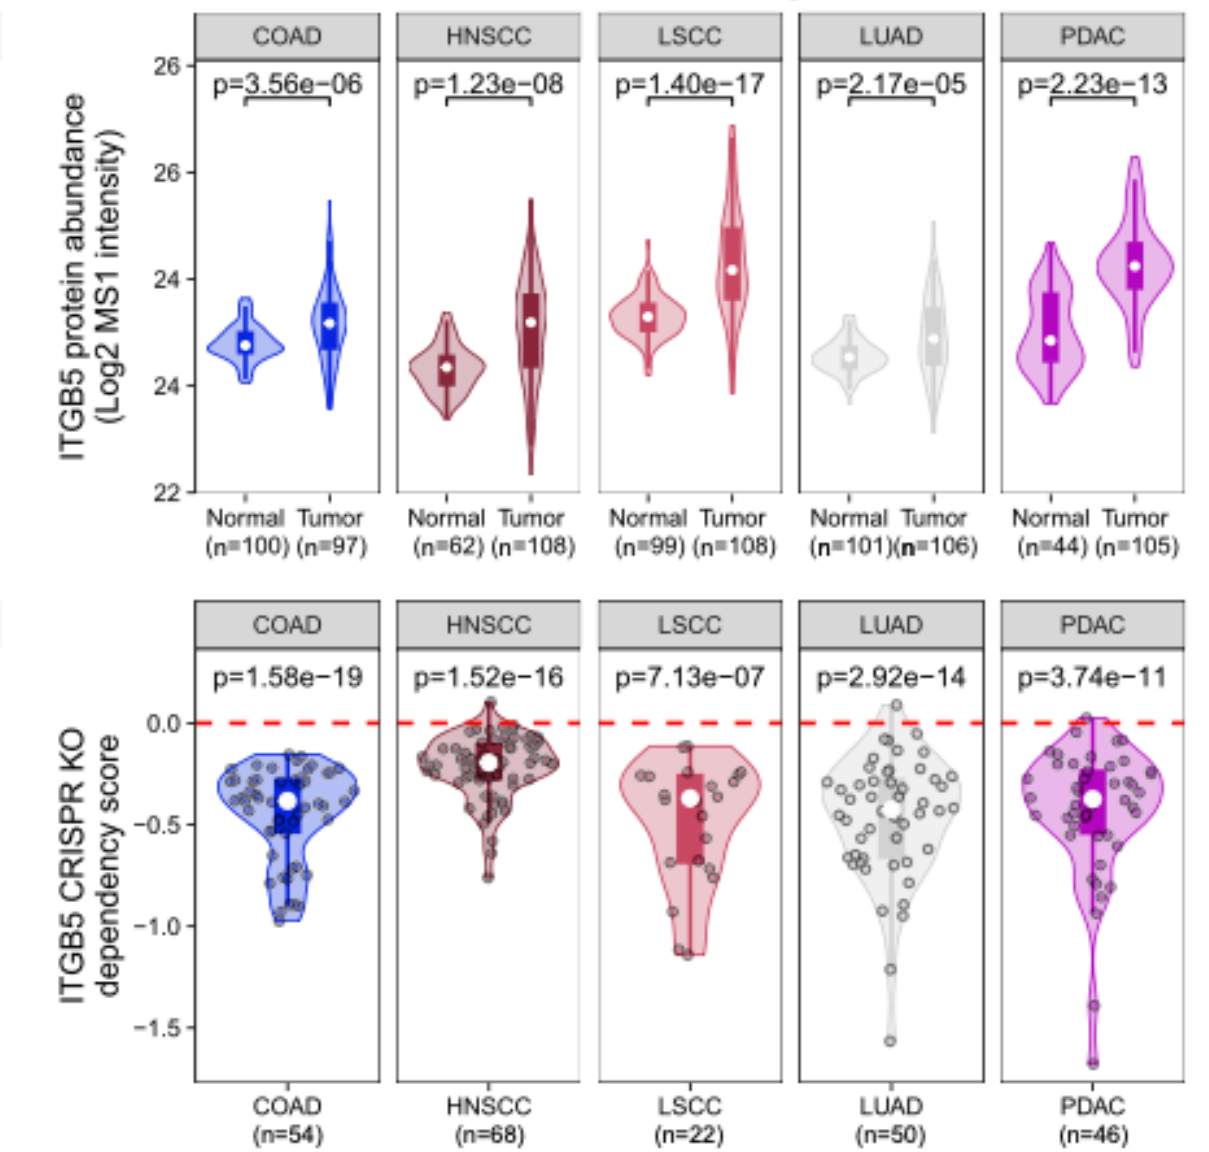 COAD HNSCC LSCC LUAD PDAC
p=3.56e−06 p=1.23e−08 p=1.40e−17 p=2.17e−05 p=2.23e−13
ITGB5 protein abundance
(Log2 MS1 intensity)
26
26
24
24
22
Normal Tumor Normal Tumor Normal Tumor Normal Tumor Normal Tumor
(n=100) (n=97) (n=62) (n=108) (n=99) (n=108) (n=101)(n=106) (n=44) (n=105)
COAD HNSCC LSCC LUAD PDAC
p=1.58e−19 p=1.52e−16 p=7.13e−07 p=2.92e−14 p=3.74e−11
ITGB5 CRISPR KO
dependency score
0.0
−0.5
−1.0
−1.5
COAD HNSCC LSCC LUAD PDAC
(n=54) (n=68) (n=22) (n=50) (n=46)